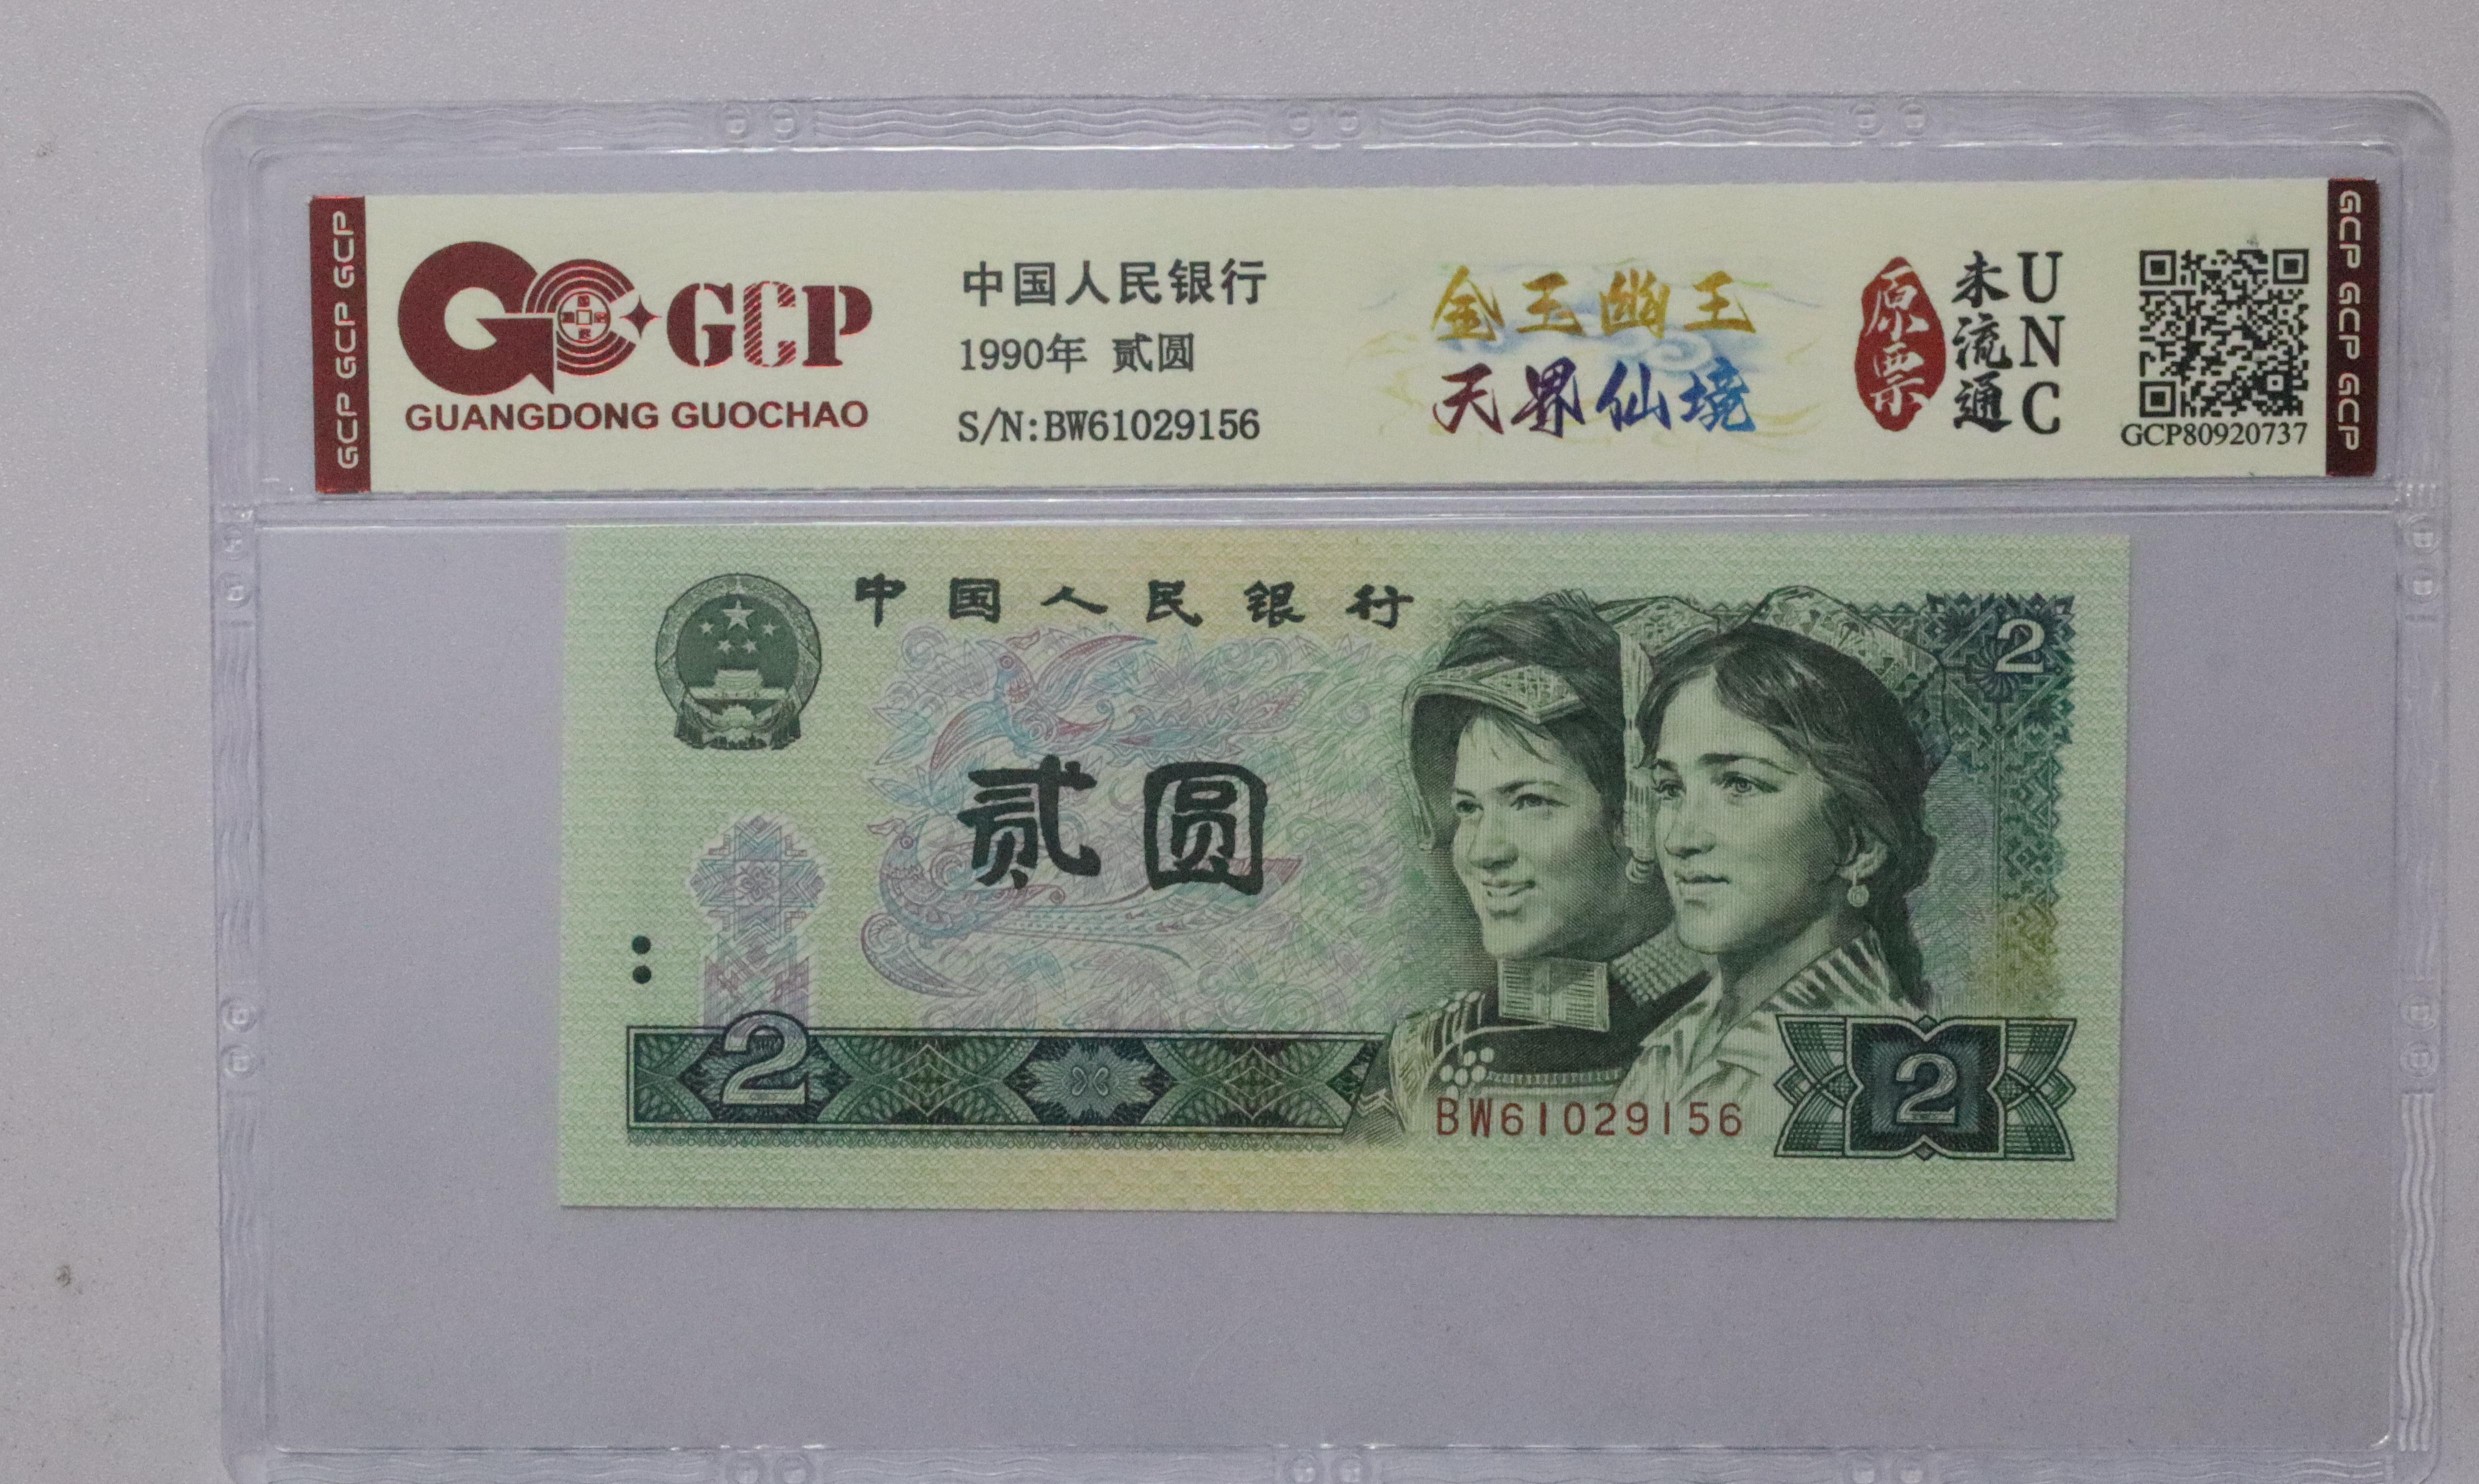 GCP GCP GCP
GCP
GUANGDONG GUOCHAO
中国人民银行
1990年 贰圆
S/N:BW61029156
金玉幽王
天界仙境
原票
未流通
UNC
GCP80920737
GCP GCP GCP
中国人民银行
2
贰圆
2
BW61029156
2